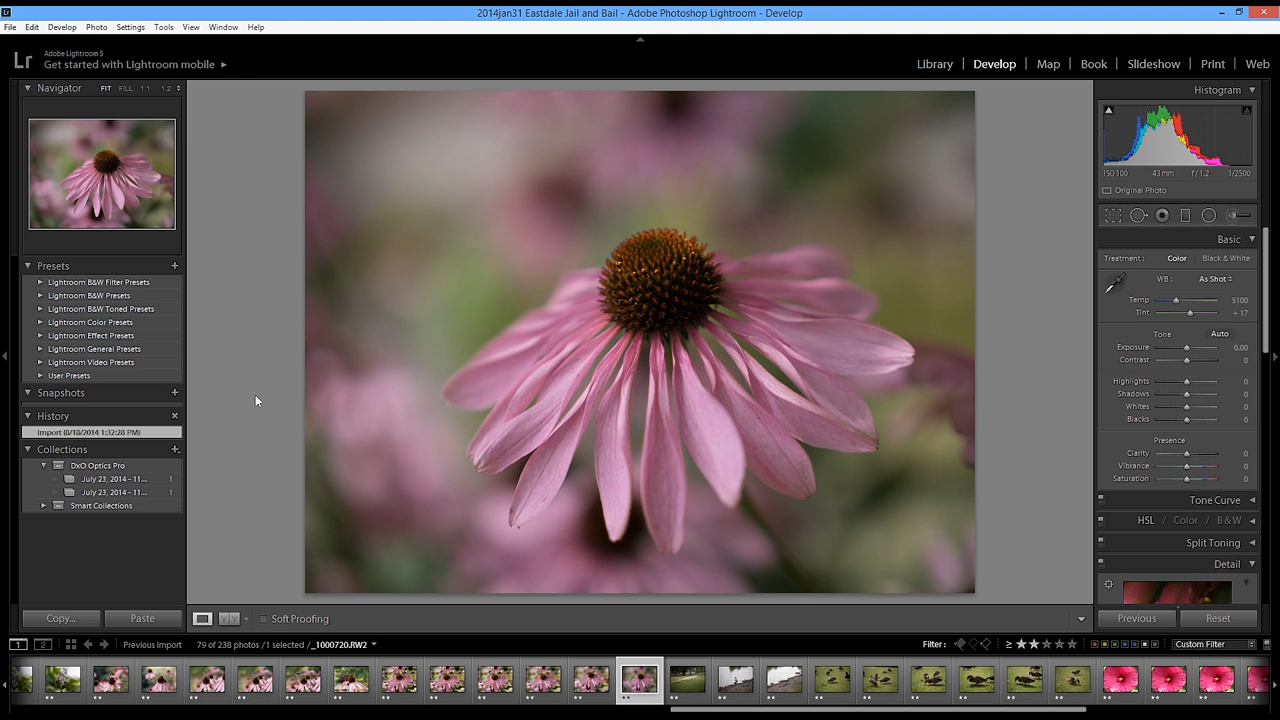 2014jan31 Eastdale Jail and Bail - Adobe Photoshop Lightroom - Develop
File Edit Develop Photo Settings Tools View Window Help
Lr Adobe Lightroom 5
Get started with Lightroom mobile
Library | Develop | Map | Book | Slideshow | Print | Web
Navigator FIT FILL 1:1 1:2
Presets +
Lightroom B&W Filter Presets
Lightroom B&W Presets
Lightroom B&W Toned Presets
Lightroom Color Presets
Lightroom Effect Presets
Lightroom General Presets
Lightroom Video Presets
User Presets
Snapshots +
History ×
Import (8/18/2014 1:32:28 PM)
Collections +
DxO Optics Pro
July 23, 2014 - 11... 1
July 23, 2014 - 11... 1
Smart Collections
Copy... Paste
Soft Proofing
Histogram
ISO 100 43 mm f / 1.2 1/2500
Original Photo
Basic
Treatment : Color Black & White
WB : As Shot
Temp 5100
Tint + 17
Tone Auto
Exposure 0.00
Contrast 0
Highlights 0
Shadows 0
Whites 0
Blacks 0
Presence
Clarity 0
Vibrance 0
Saturation 0
Tone Curve
HSL / Color / B & W
Split Toning
Detail
Previous Reset
1 2 Previous Import 79 of 238 photos / 1 selected / _1000720.RW2 Filter : ≥ ★★★★★ Custom Filter